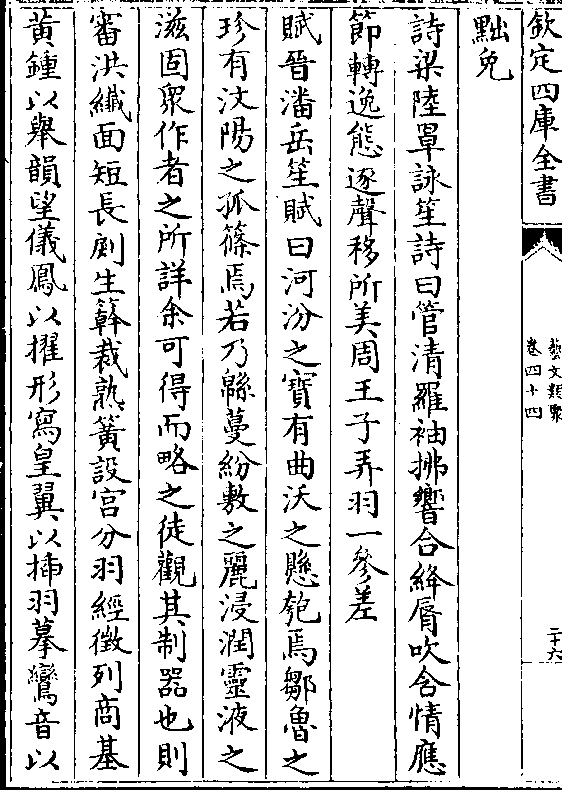 欽定四庫全書
藝文類聚
卷四十四
二十六
黜免
詩梁陸罩詠笙詩曰管清羅袖拂響合絳脣吹含情應
節轉逸態逐聲移所美周王子弄羽一參差
賦晉潘岳笙賦曰河汾之寶有曲沃之懸匏焉鄒魯之
珍有汶陽之孤篠焉若乃緜蔓紛敷之麗浸潤靈液之
滋固衆作者之所詳余可得而略之徒觀其制器也則
審洪纖面短長𠜇生簳裁熟簧設宮分羽經徵列商基
黃鍾以舉韻望儀鳳以擢形寫皇翼以插羽摹鸞音以